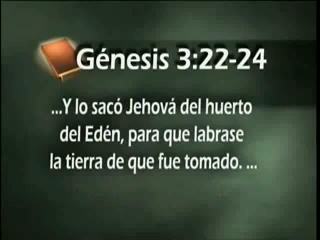 Génesis 3:22-24
...Y lo sacó Jehová del huerto
del Edén, para que labrase
la tierra de que fue tomado. ...